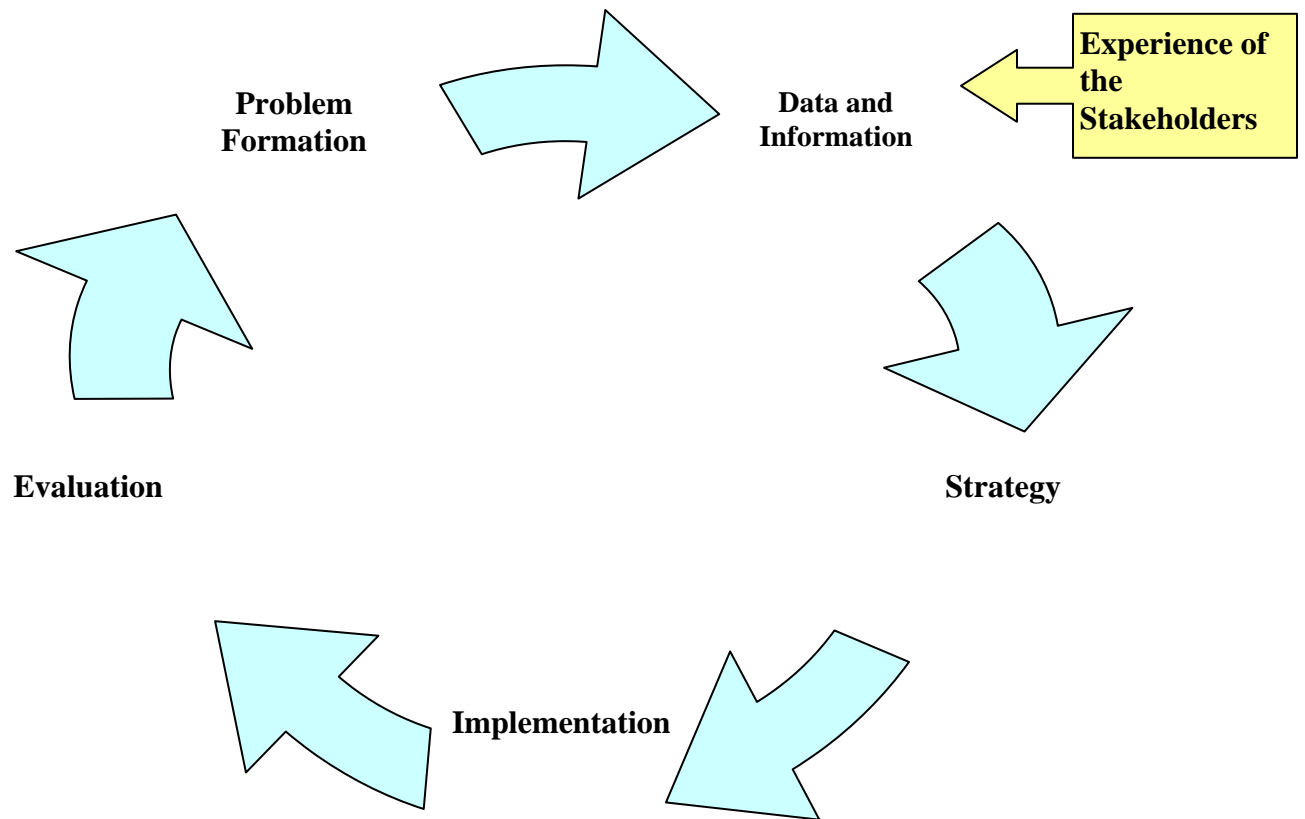 Problem
Formation
Data and
Information
Experience of
the
Stakeholders
Evaluation
Strategy
Implementation